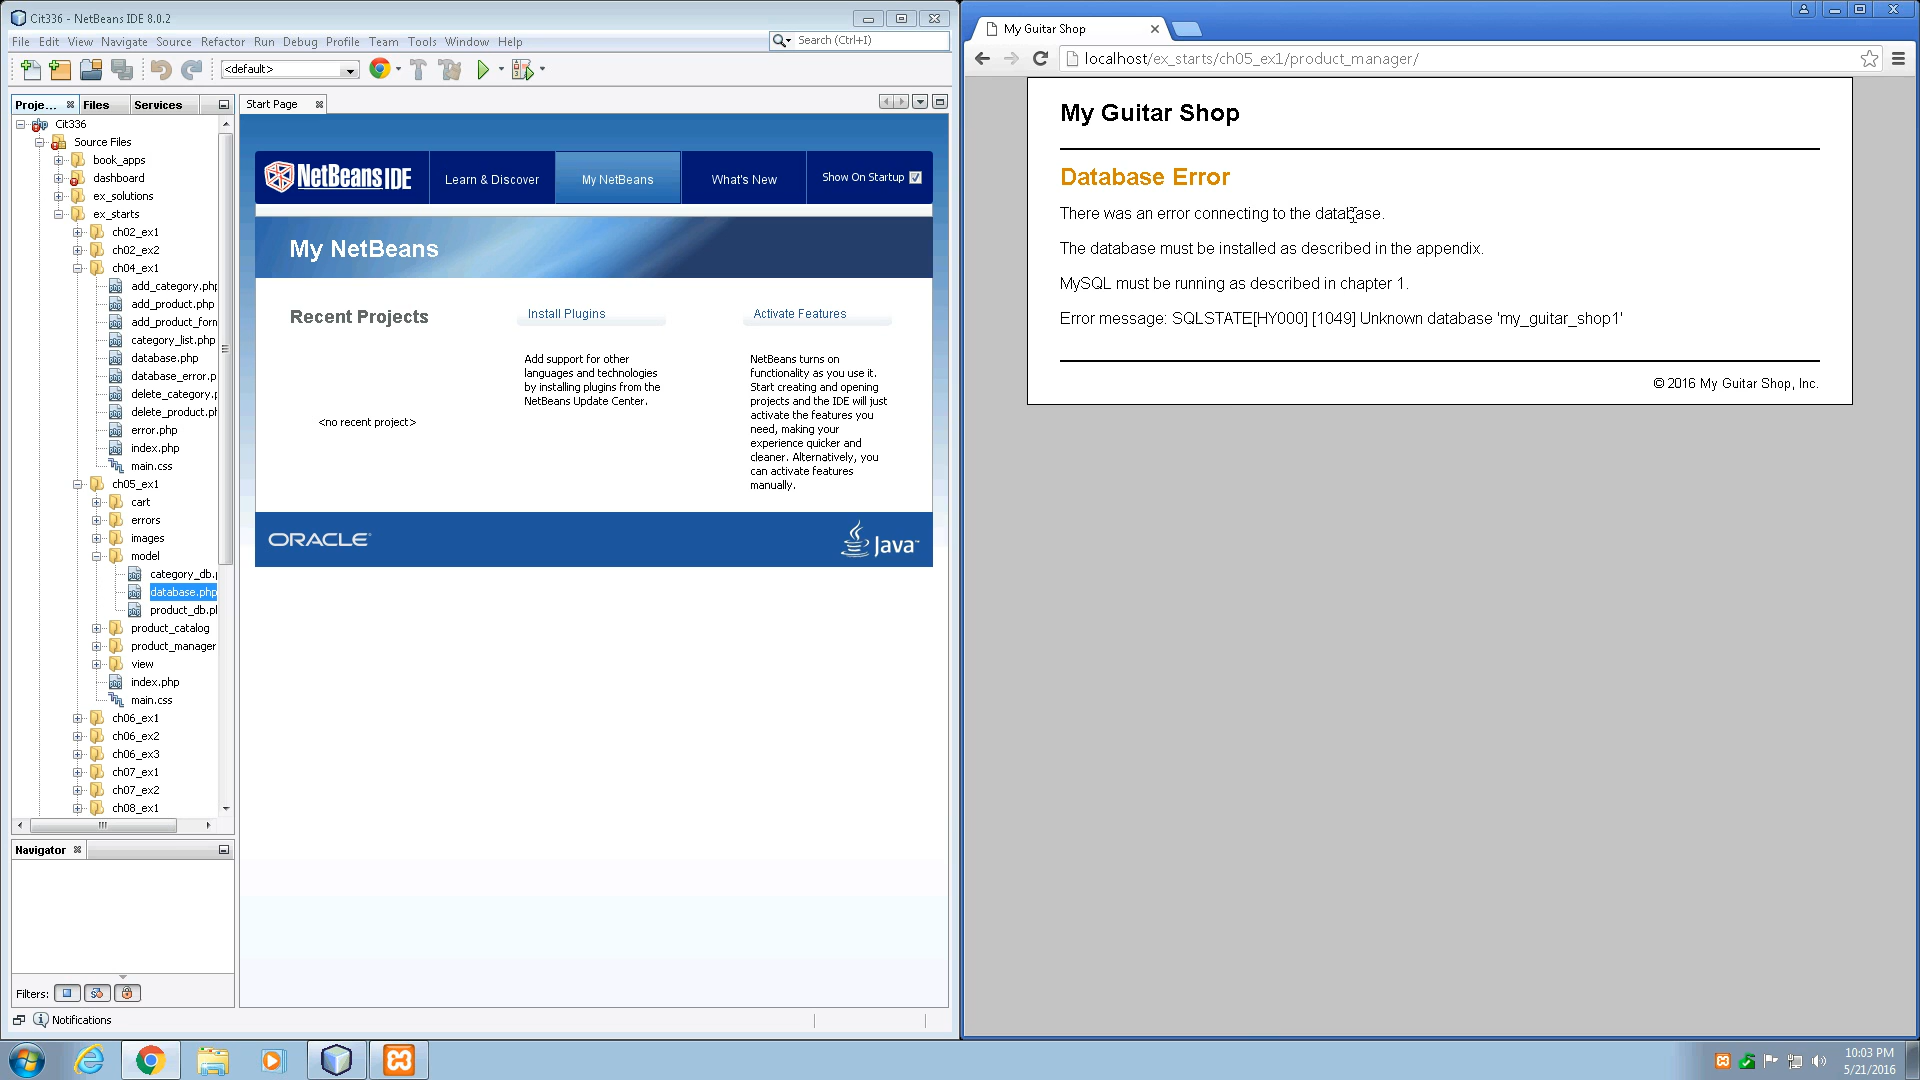 Cit336 - NetBeans IDE 8.0.2
File Edit View Navigate Source Refactor Run Debug Profile Team Tools Window Help
Search (Ctrl+I)
<default>
Proje... Files Services
Cit336
Source Files
book_apps
dashboard
ex_solutions
ex_starts
ch02_ex1
ch02_ex2
ch04_ex1
add_category.php
add_product.php
add_product_forn
category_list.php
database.php
database_error.p
delete_category.p
delete_product.ph
error.php
index.php
main.css
ch05_ex1
cart
errors
images
model
category_db.p
database.php
product_db.pl
product_catalog
product_manager
view
index.php
main.css
ch06_ex1
ch06_ex2
ch06_ex3
ch07_ex1
ch07_ex2
ch08_ex1
Navigator
Filters:
Notifications
Start Page
NetBeans IDE
Learn & Discover
My NetBeans
What's New
Show On Startup
My NetBeans
Recent Projects
<no recent project>
Install Plugins
Add support for other
languages and technologies
by installing plugins from the
NetBeans Update Center.
Activate Features
NetBeans turns on
functionality as you use it.
Start creating and opening
projects and the IDE will just
activate the features you
need, making your
experience quicker and
cleaner. Alternatively, you
can activate features
manually.
ORACLE
Java
My Guitar Shop
localhost/ex_starts/ch05_ex1/product_manager/
My Guitar Shop
Database Error
There was an error connecting to the database.
The database must be installed as described in the appendix.
MySQL must be running as described in chapter 1.
Error message: SQLSTATE[HY000] [1049] Unknown database 'my_guitar_shop1'
© 2016 My Guitar Shop, Inc.
10:03 PM
5/21/2016